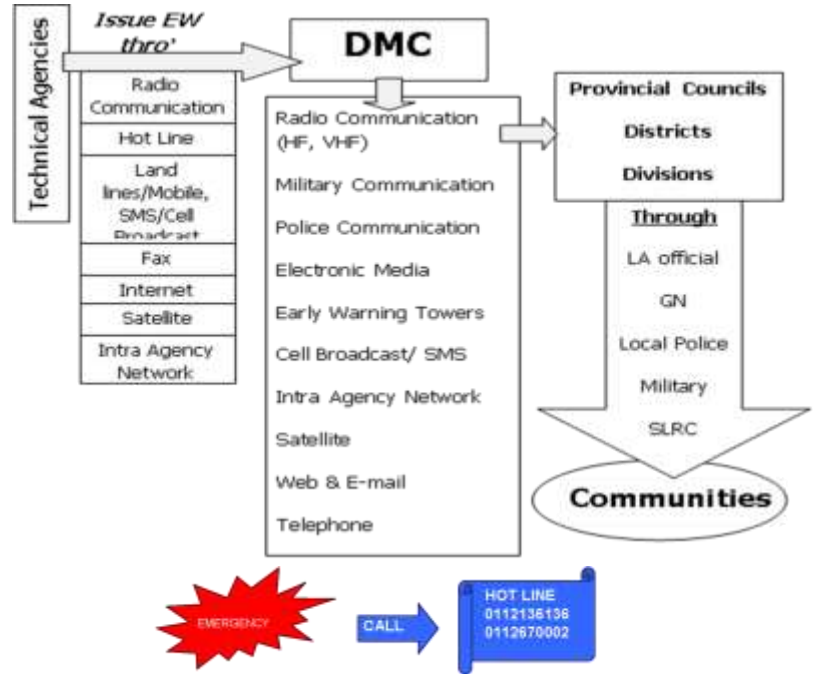 Technical Agencies
Issue EW
thro'
Radio
Communication
Hot Line
Land
lines/Mobile,
SMS/Cell
Broadcast
Fax
Internet
Satellite
Intra Agency
Network
DMC
Radio Communication
(HF, VHF)
Military Communication
Police Communication
Electronic Media
Early Warning Towers
Cell Broadcast/ SMS
Intra Agency Network
Satellite
Web & E-mail
Telephone
Provincial Councils
Districts
Divisions
Through
LA official
GN
Local Police
Military
SLRC
Communities
EMERGENCY
CALL
HOT LINE
0112136136
0112670002